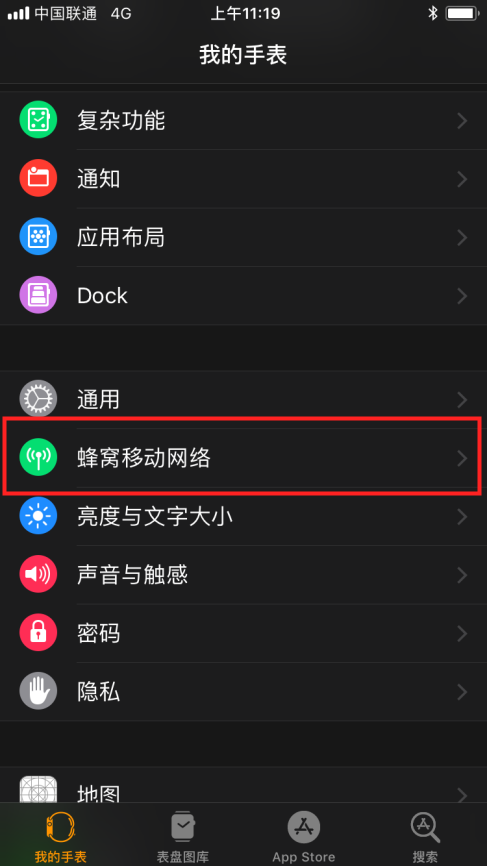 中国联通 4G 上午11:19
我的手表
复杂功能
通知
应用布局
Dock
通用
蜂窝移动网络
亮度与文字大小
声音与触感
密码
隐私
地图
我的手表 表盘图库 App Store 搜索